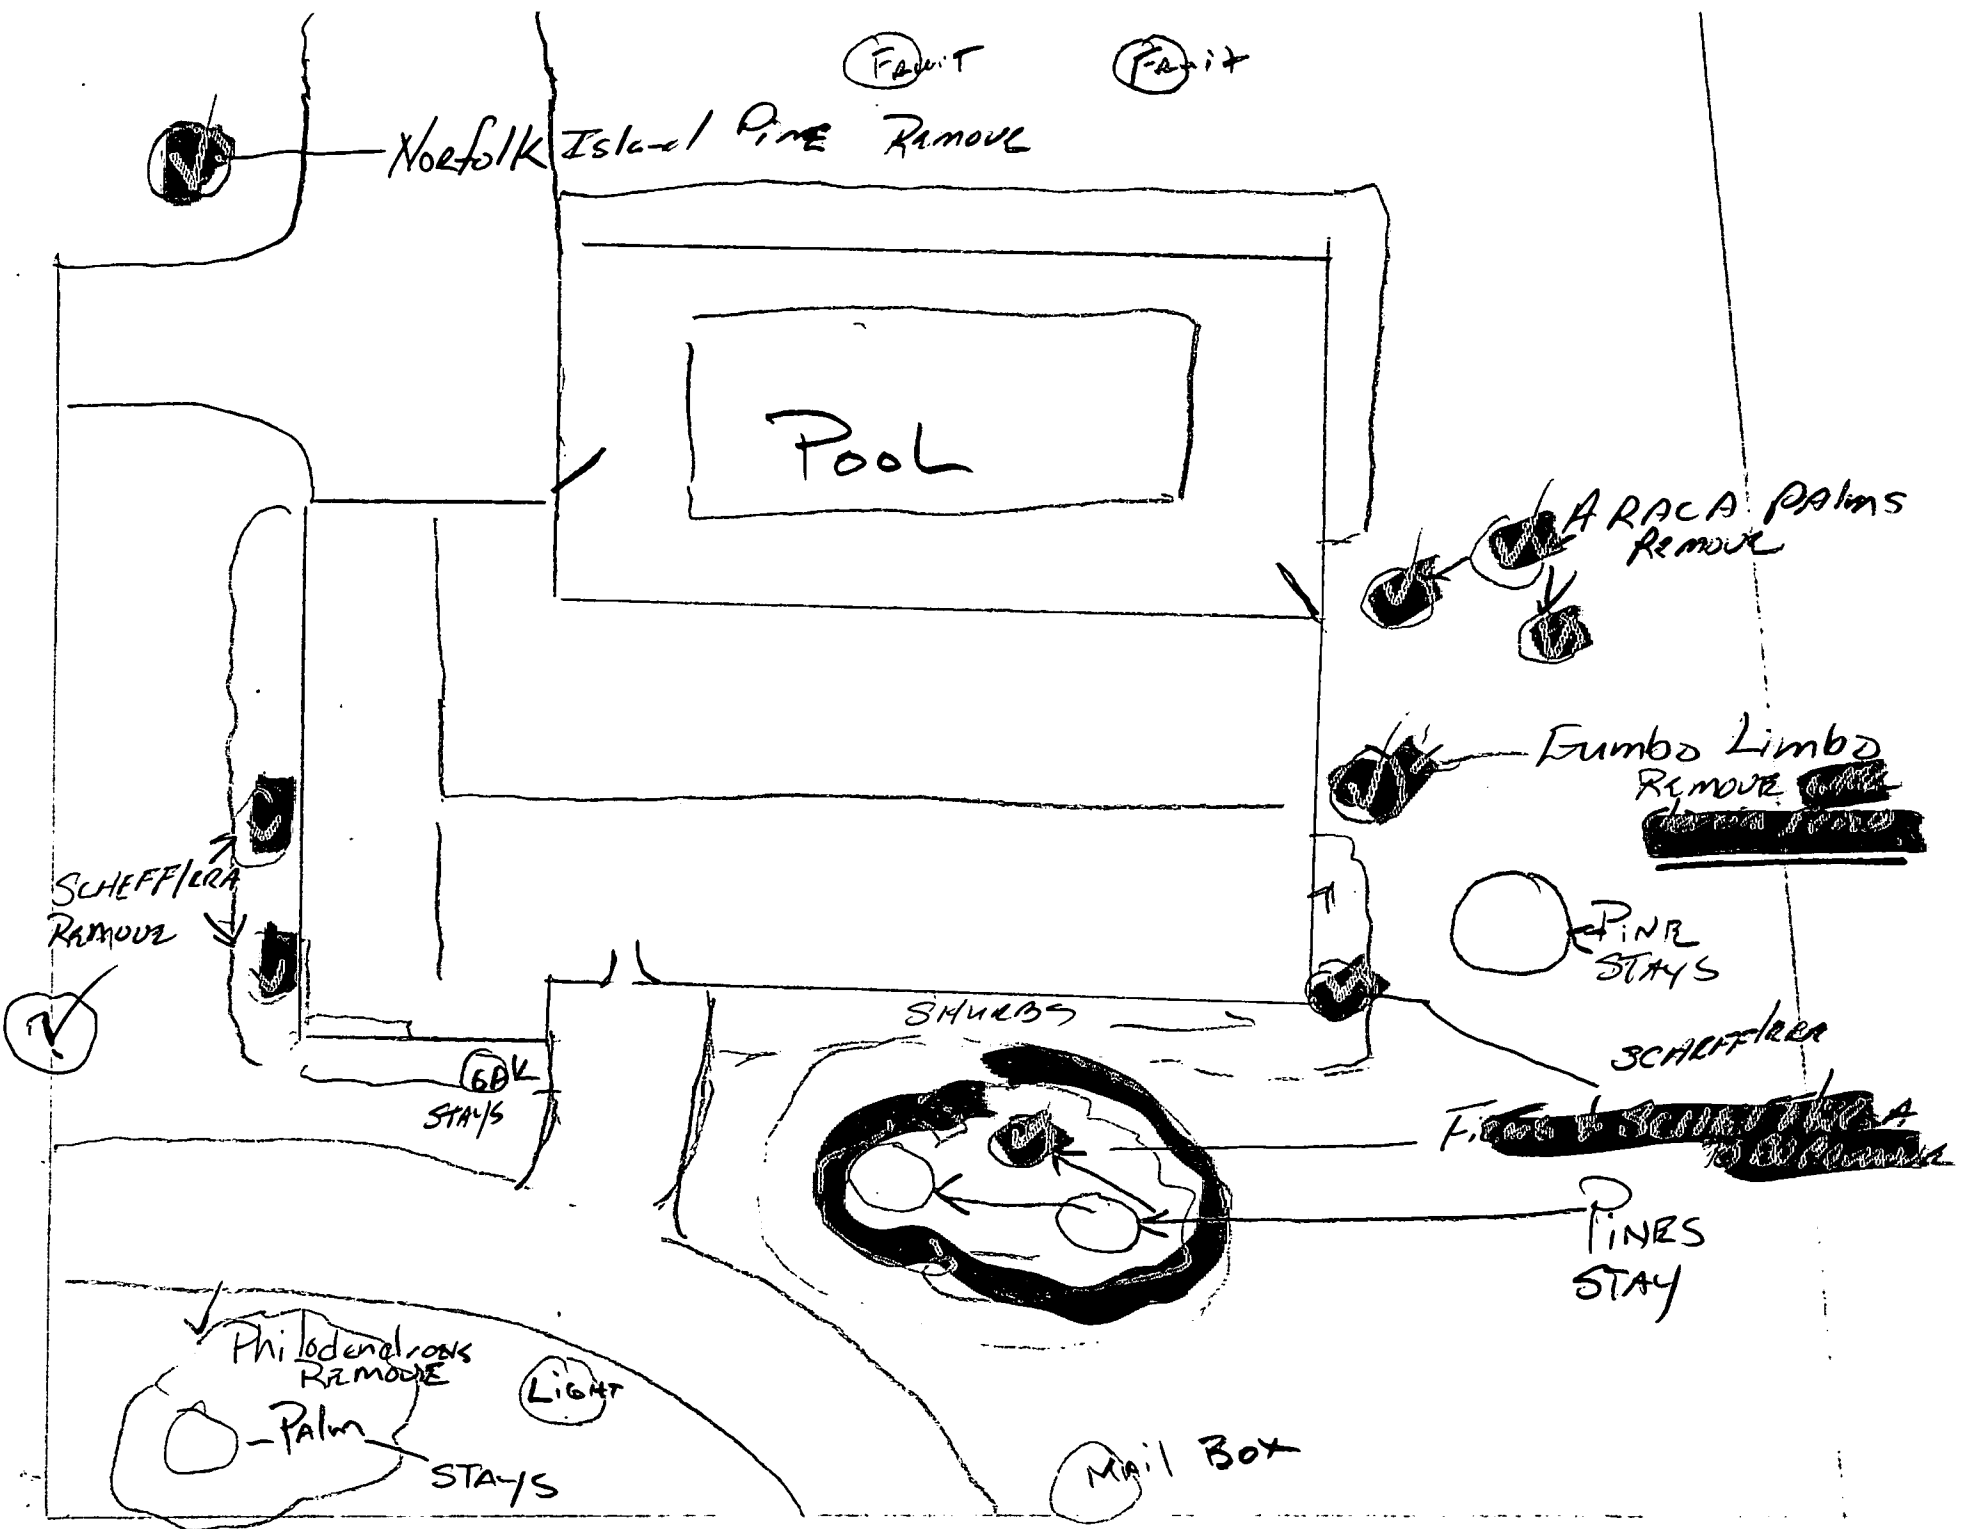 FRUIT
FRUIT
Norfolk Island Pine Remove
Pool
ARACA PAlms
Remove
Gumbo Limbo
Remove
SCHEFFlERA
Remove
PINE
STAYS
SHURBS
OAK
STAYS
SCHEFFlERA
PINES
STAY
Philodendrons
Remove
Palm
STAYS
LIGHT
Mail Box